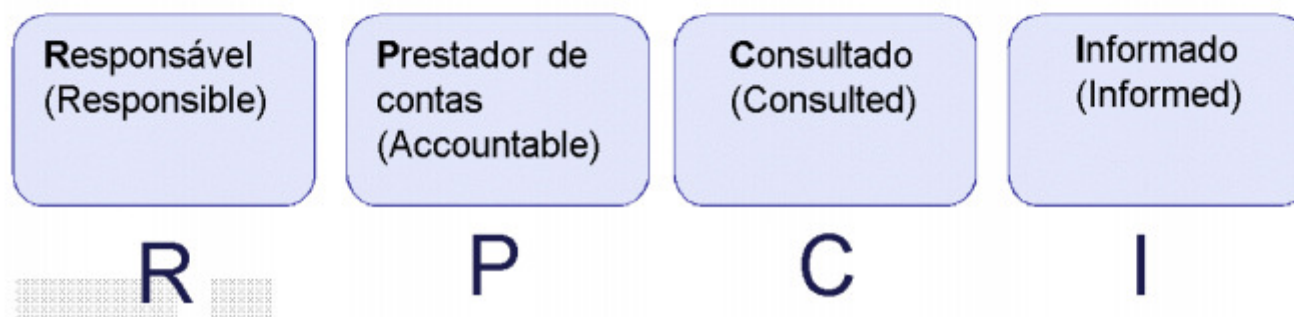 Responsável
(Responsible)
Prestador de
contas
(Accountable)
Consultado
(Consulted)
Informado
(Informed)
R
P
C
I